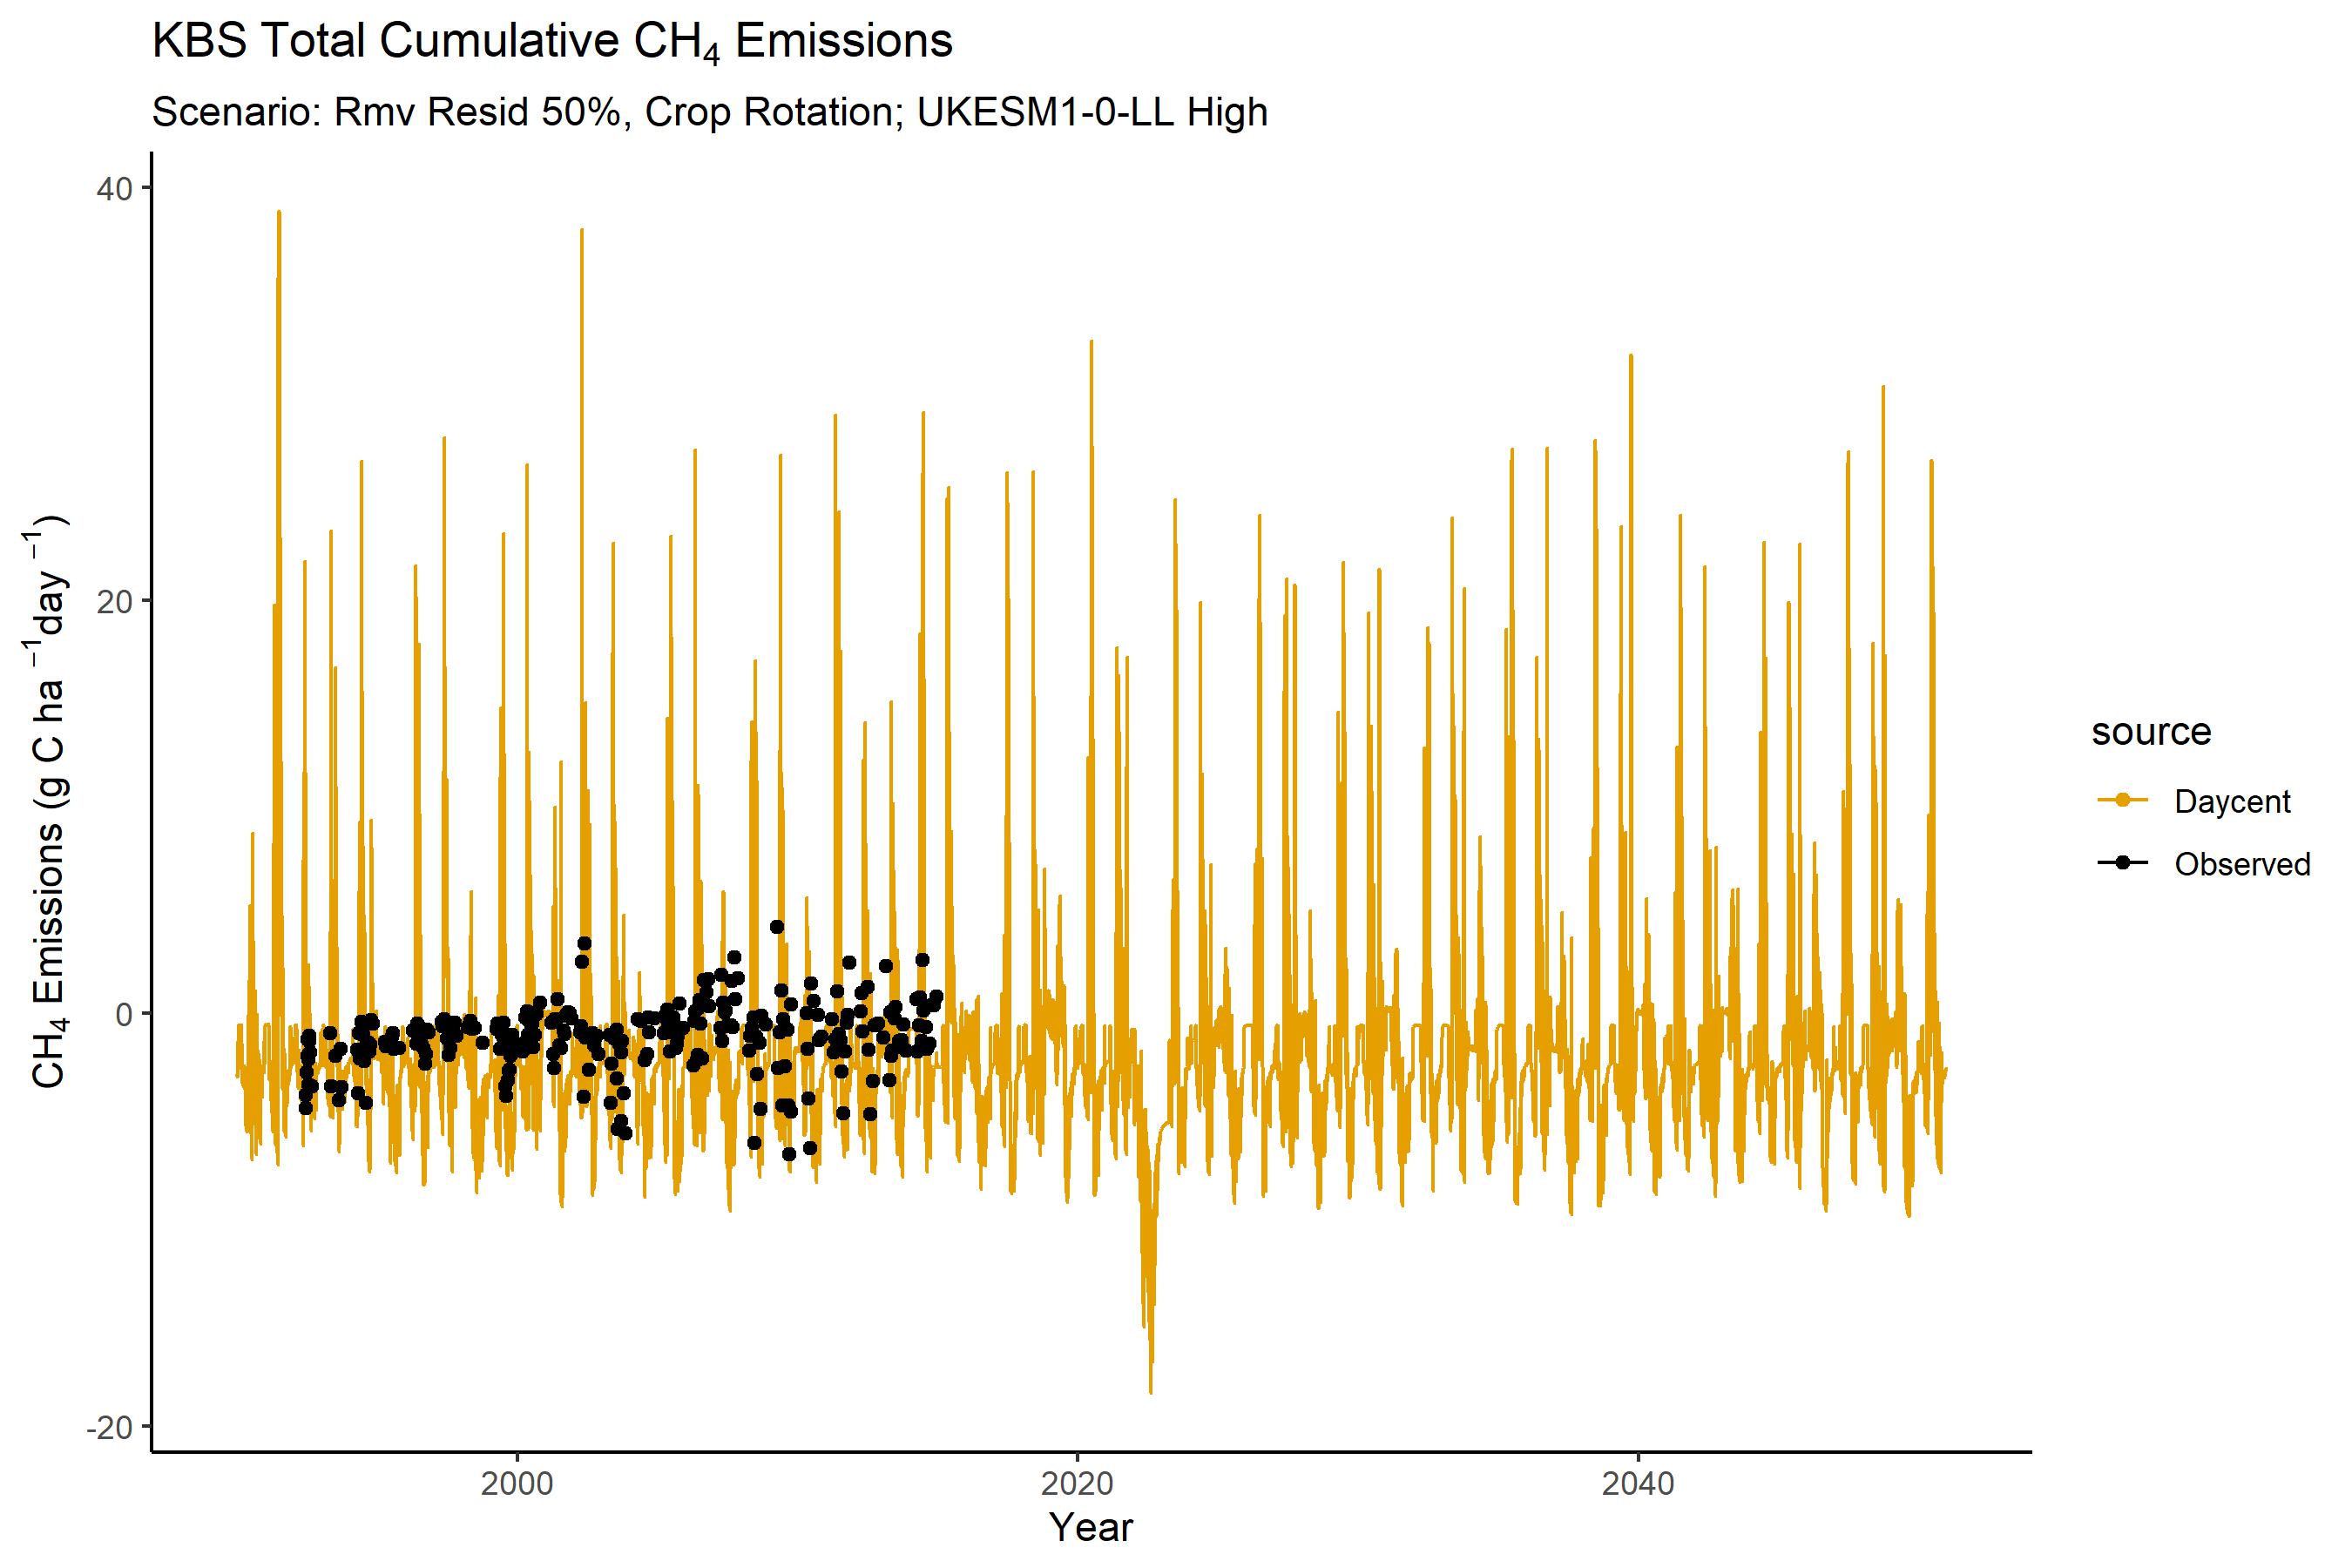 KBS Total Cumulative CH₄ Emissions
Scenario: Rmv Resid 50%, Crop Rotation; UKESM1-0-LL High
CH₄ Emissions (g C ha ⁻¹day ⁻¹)
40
20
0
-20
2000
2020
2040
Year
source
Daycent
Observed